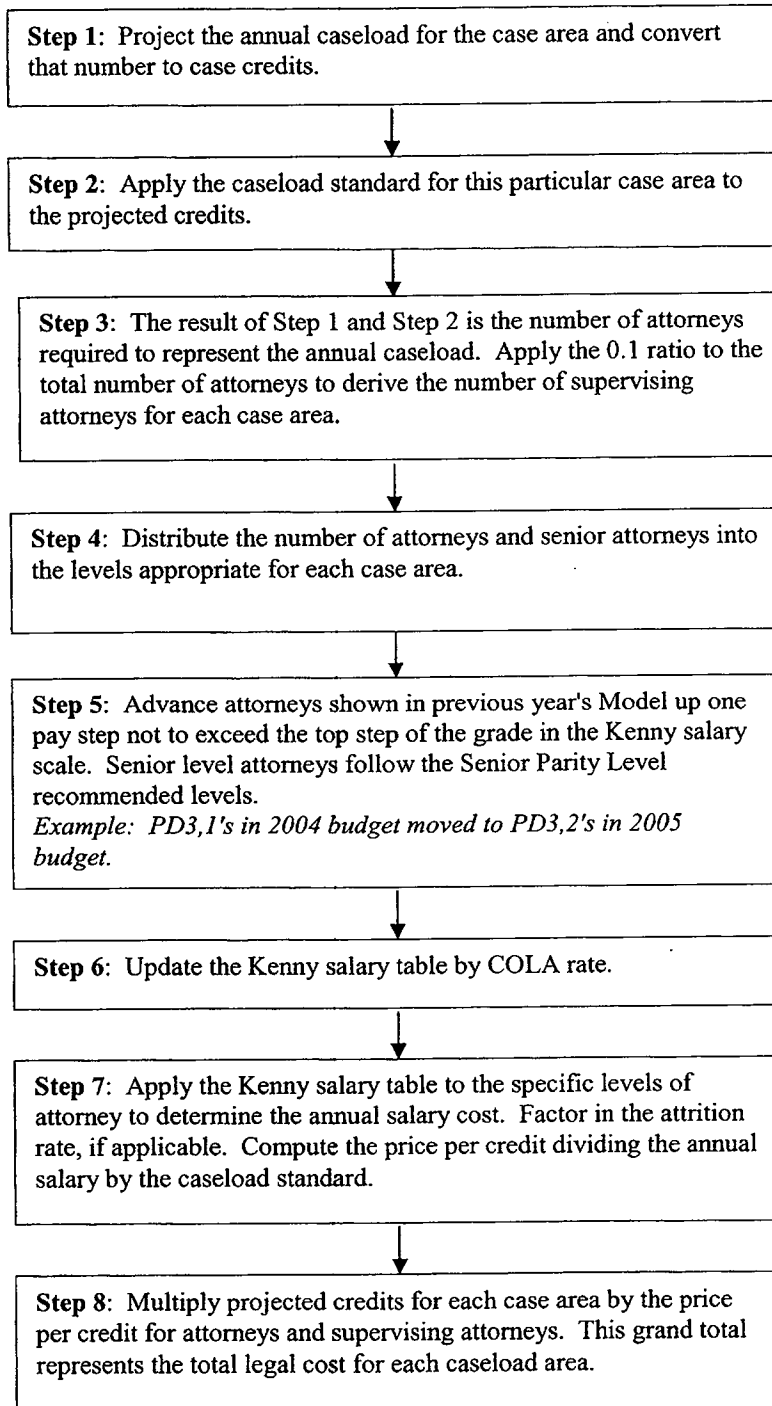 Step 1: Project the annual caseload for the case area and convert
that number to case credits.
Step 2: Apply the caseload standard for this particular case area to
the projected credits.
Step 3: The result of Step 1 and Step 2 is the number of attorneys
required to represent the annual caseload. Apply the 0.1 ratio to the
total number of attorneys to derive the number of supervising
attorneys for each case area.
Step 4: Distribute the number of attorneys and senior attorneys into
the levels appropriate for each case area.
Step 5: Advance attorneys shown in previous year's Model up one
pay step not to exceed the top step of the grade in the Kenny salary
scale. Senior level attorneys follow the Senior Parity Level
recommended levels.
Example: PD3,1's in 2004 budget moved to PD3,2's in 2005
budget.
Step 6: Update the Kenny salary table by COLA rate.
Step 7: Apply the Kenny salary table to the specific levels of
attorney to determine the annual salary cost. Factor in the attrition
rate, if applicable. Compute the price per credit dividing the annual
salary by the caseload standard.
Step 8: Multiply projected credits for each case area by the price
per credit for attorneys and supervising attorneys. This grand total
represents the total legal cost for each caseload area.